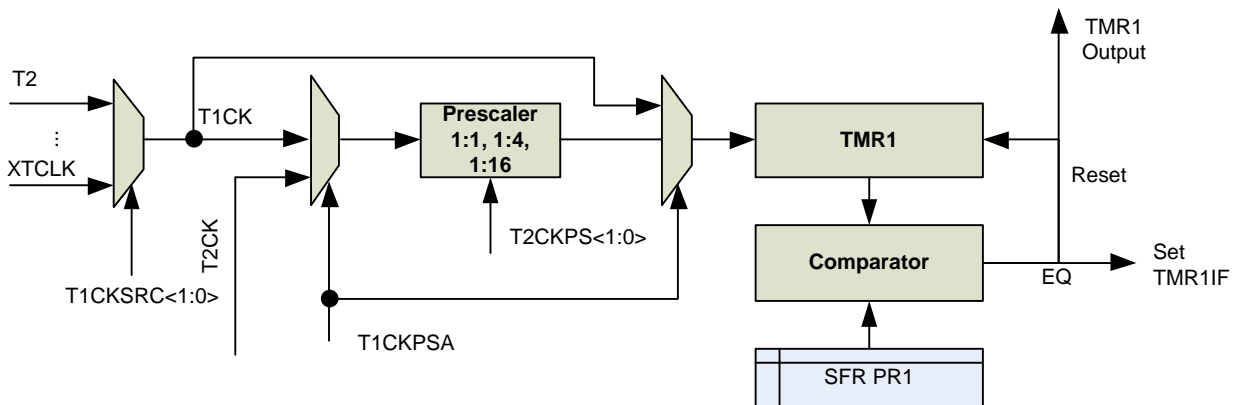 T2
...
XTCLK
T1CKSRC<1:0>
T1CK
T2CK
Prescaler
1:1, 1:4,
1:16
T2CKPS<1:0>
T1CKPSA
TMR1
Comparator
SFR PR1
TMR1
Output
Reset
EQ
Set
TMR1IF